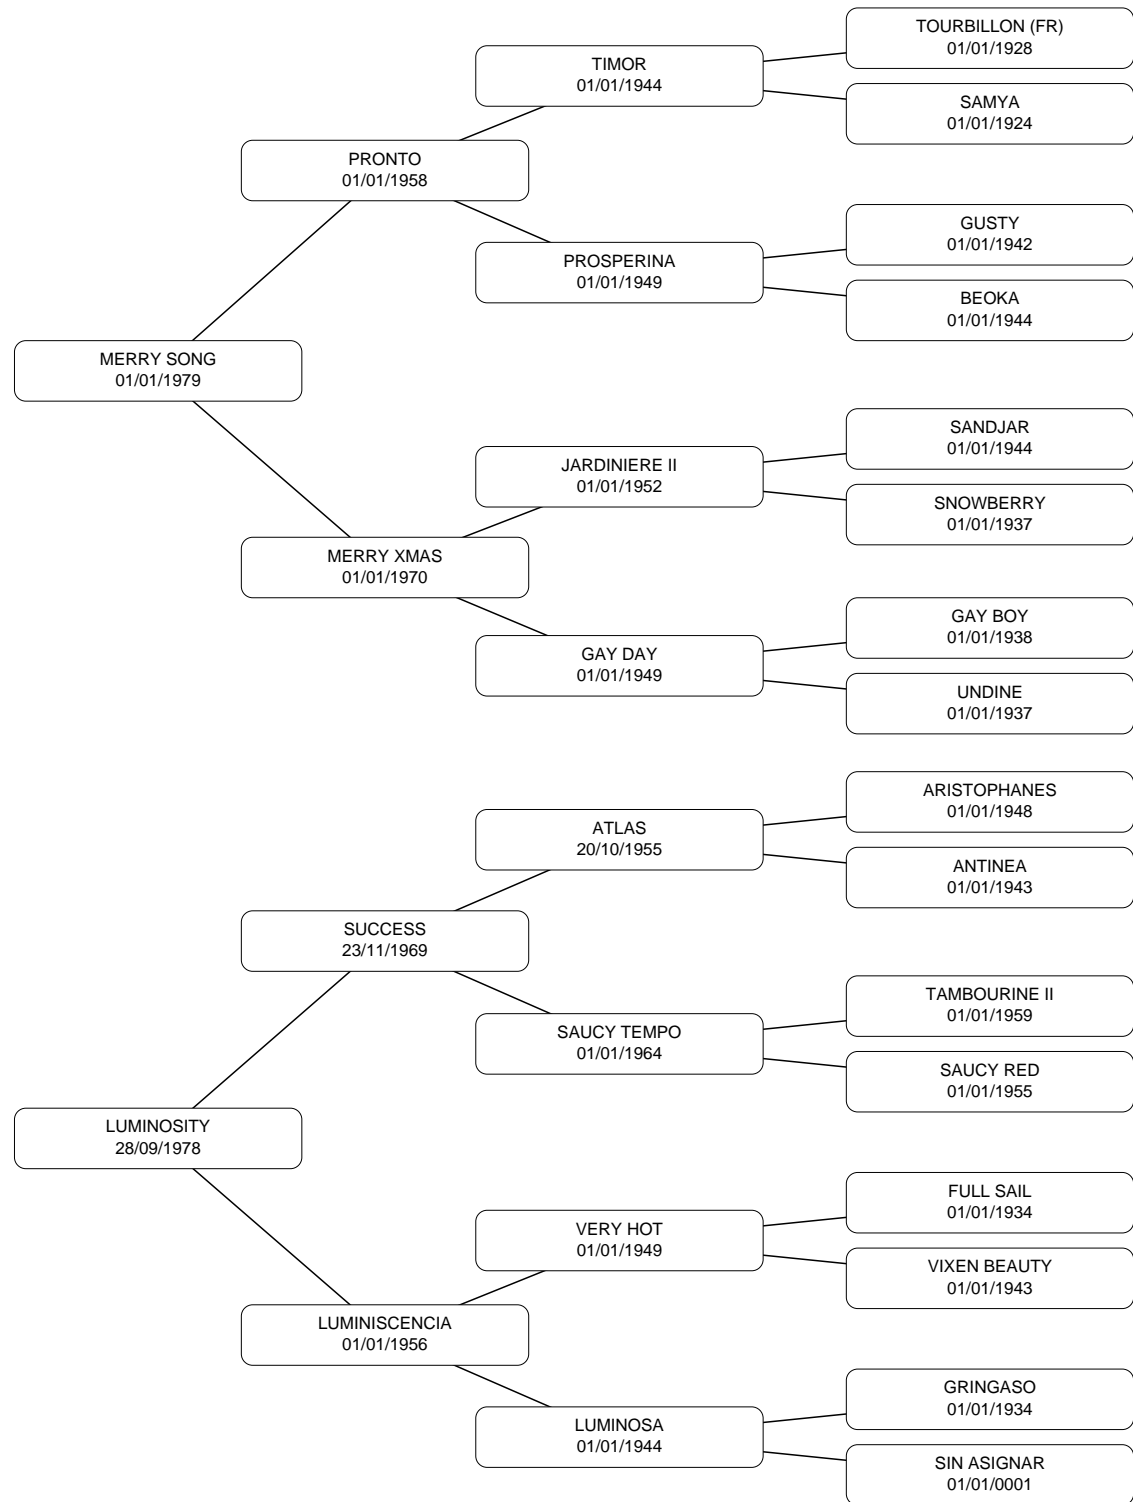 TOURBILLON (FR)
01/01/1928
TIMOR
01/01/1944
SAMYA
01/01/1924
PRONTO
01/01/1958
GUSTY
01/01/1942
PROSPERINA
01/01/1949
BEOKA
01/01/1944
MERRY SONG
01/01/1979
SANDJAR
01/01/1944
JARDINIERE II
01/01/1952
SNOWBERRY
01/01/1937
MERRY XMAS
01/01/1970
GAY BOY
01/01/1938
GAY DAY
01/01/1949
UNDINE
01/01/1937
ARISTOPHANES
01/01/1948
ATLAS
20/10/1955
ANTINEA
01/01/1943
SUCCESS
23/11/1969
TAMBOURINE II
01/01/1959
SAUCY TEMPO
01/01/1964
SAUCY RED
01/01/1955
LUMINOSITY
28/09/1978
FULL SAIL
01/01/1934
VERY HOT
01/01/1949
VIXEN BEAUTY
01/01/1943
LUMINISCENCIA
01/01/1956
GRINGASO
01/01/1934
LUMINOSA
01/01/1944
SIN ASIGNAR
01/01/0001